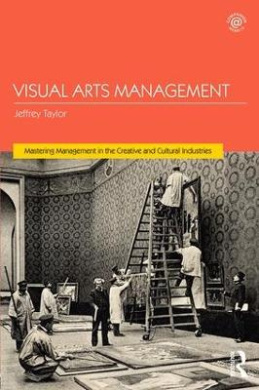 VISUAL ARTS MANAGEMENT
Jeffrey Taylor
Mastering Management in the Creative and Cultural Industries
R